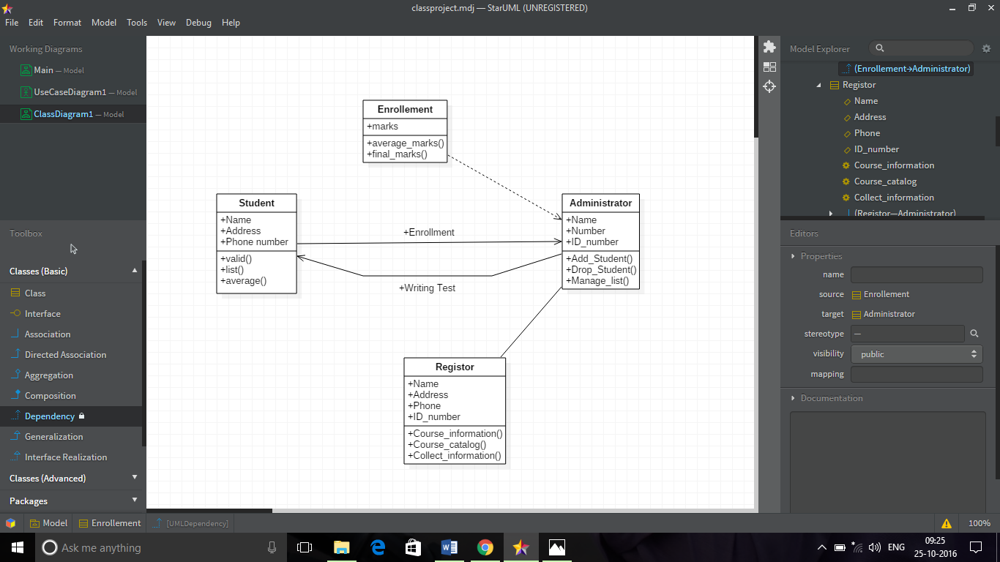 classproject.mdj — StarUML (UNREGISTERED)
File Edit Format Model Tools View Debug Help
Working Diagrams
Main — Model
UseCaseDiagram1 — Model
ClassDiagram1 — Model
Toolbox
Classes (Basic)
Class
Interface
Association
Directed Association
Aggregation
Composition
Dependency
Generalization
Interface Realization
Classes (Advanced)
Packages
Enrollement
+marks
+average_marks()
+final_marks()
Student
+Name
+Address
+Phone number
+valid()
+list()
+average()
+Enrollment
+Writing Test
Administrator
+Name
+Number
+ID_number
+Add_Student()
+Drop_Student()
+Manage_list()
Registor
+Name
+Address
+Phone
+ID_number
+Course_information()
+Course_catalog()
+Collect_information()
Model Explorer
(Enrollement→Administrator)
Registor
Name
Address
Phone
ID_number
Course_information
Course_catalog
Collect_information
(Registor—Administrator)
Editors
Properties
name
source Enrollement
target Administrator
stereotype —
visibility public
mapping
Documentation
Model Enrollement [UMLDependency] 100%
Ask me anything
ENG
09:25
25-10-2016